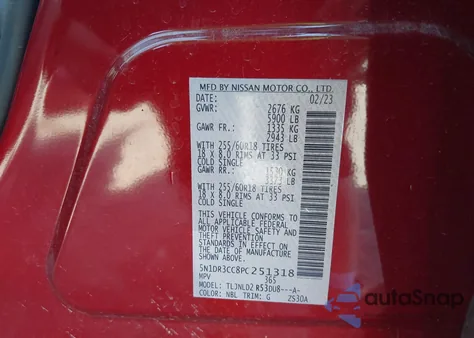 MFD BY NISSAN MOTOR CO., LTD.
DATE: 02/23
GVWR: 2676 KG
5900 LB
GAWR FR.: 1335 KG
2943 LB
WITH 255/60R18 TIRES
18 X 8.0 RIMS AT 33 PSI
COLD SINGLE
GAWR RR.: KG
LB
WITH 255/60R18 TIRES
18 X 8.0 RIMS AT 33 PSI
COLD SINGLE
THIS VEHICLE CONFORMS TO
ALL APPLICABLE FEDERAL
MOTOR VEHICLE SAFETY AND
THEFT PREVENTION STANDARDS
IN EFFECT ON THE DATE OF
MANUFACTURE SHOWN ABOVE.
5N1DR3CC8PC251318
MPV 365
MODEL: TLJNLDZ R53DU8---A-
COLOR: NBL TRIM: G ZS30A
autoSnap